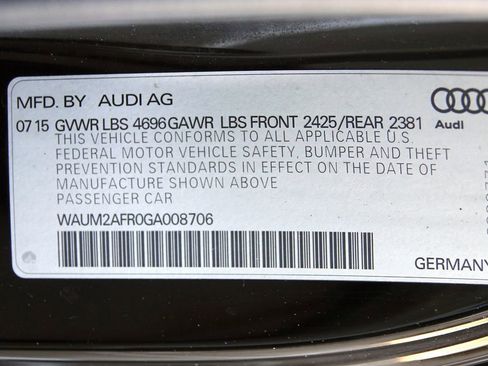 MFD. BY AUDI AG
07 15 GVWR LBS 4696 GAWR LBS FRONT 2425/REAR 2381
THIS VEHICLE CONFORMS TO ALL APPLICABLE U.S.
FEDERAL MOTOR VEHICLE SAFETY, BUMPER AND THEFT
PREVENTION STANDARDS IN EFFECT ON THE DATE OF
MANUFACTURE SHOWN ABOVE
PASSENGER CAR
WAUM2AFR0GA008706
Audi
GERMANY